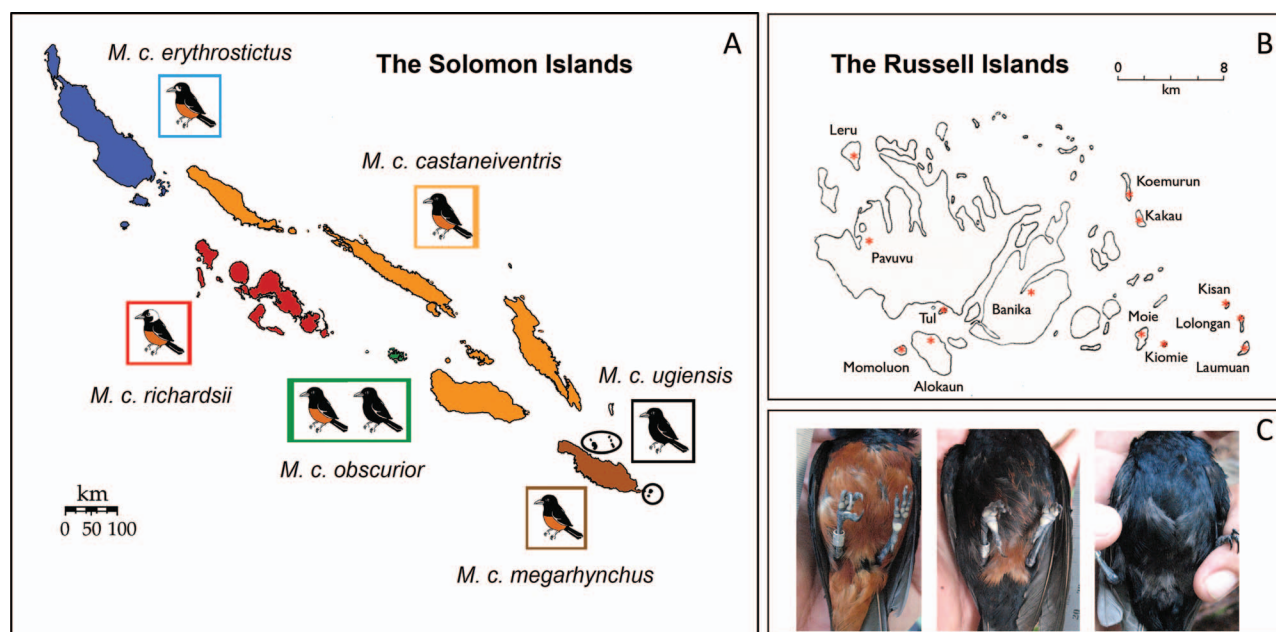 A
The Solomon Islands
M. c. erythrostictus
M. c. castaneiventris
M. c. richardsii
M. c. ugiensis
M. c. obscurior
M. c. megarhynchus
km
0 50 100
B
The Russell Islands
0 8
km
Leru
Koemurun
Kakau
Pavuvu
Kisan
Banika
Moie
Lolongan
Tul
Momoluon
Kiomie
Laumuan
Alokaun
C